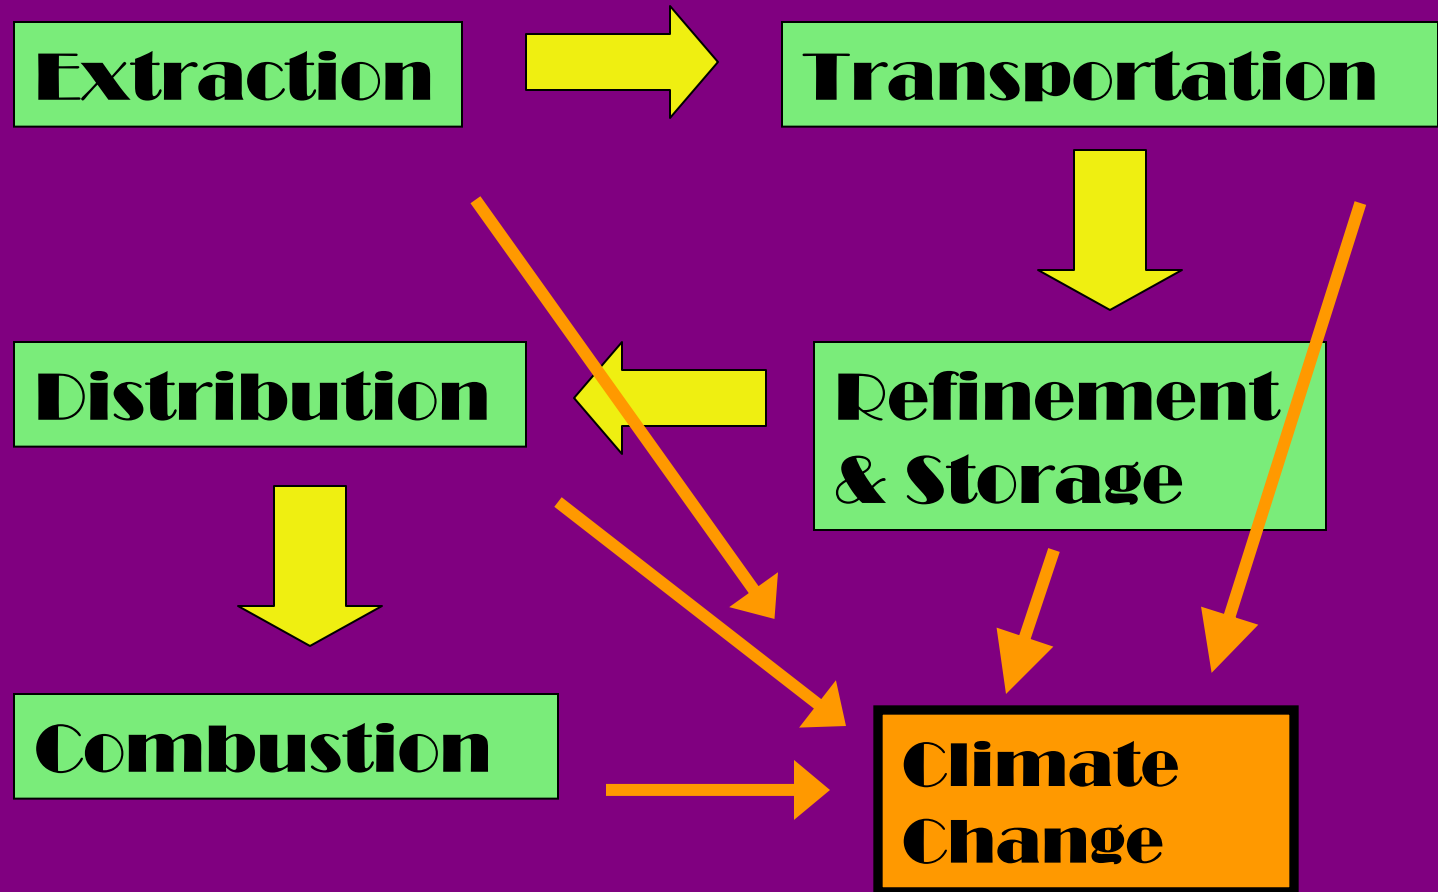 Extraction
Transportation
Distribution
Refinement
& Storage
Combustion
Climate
Change